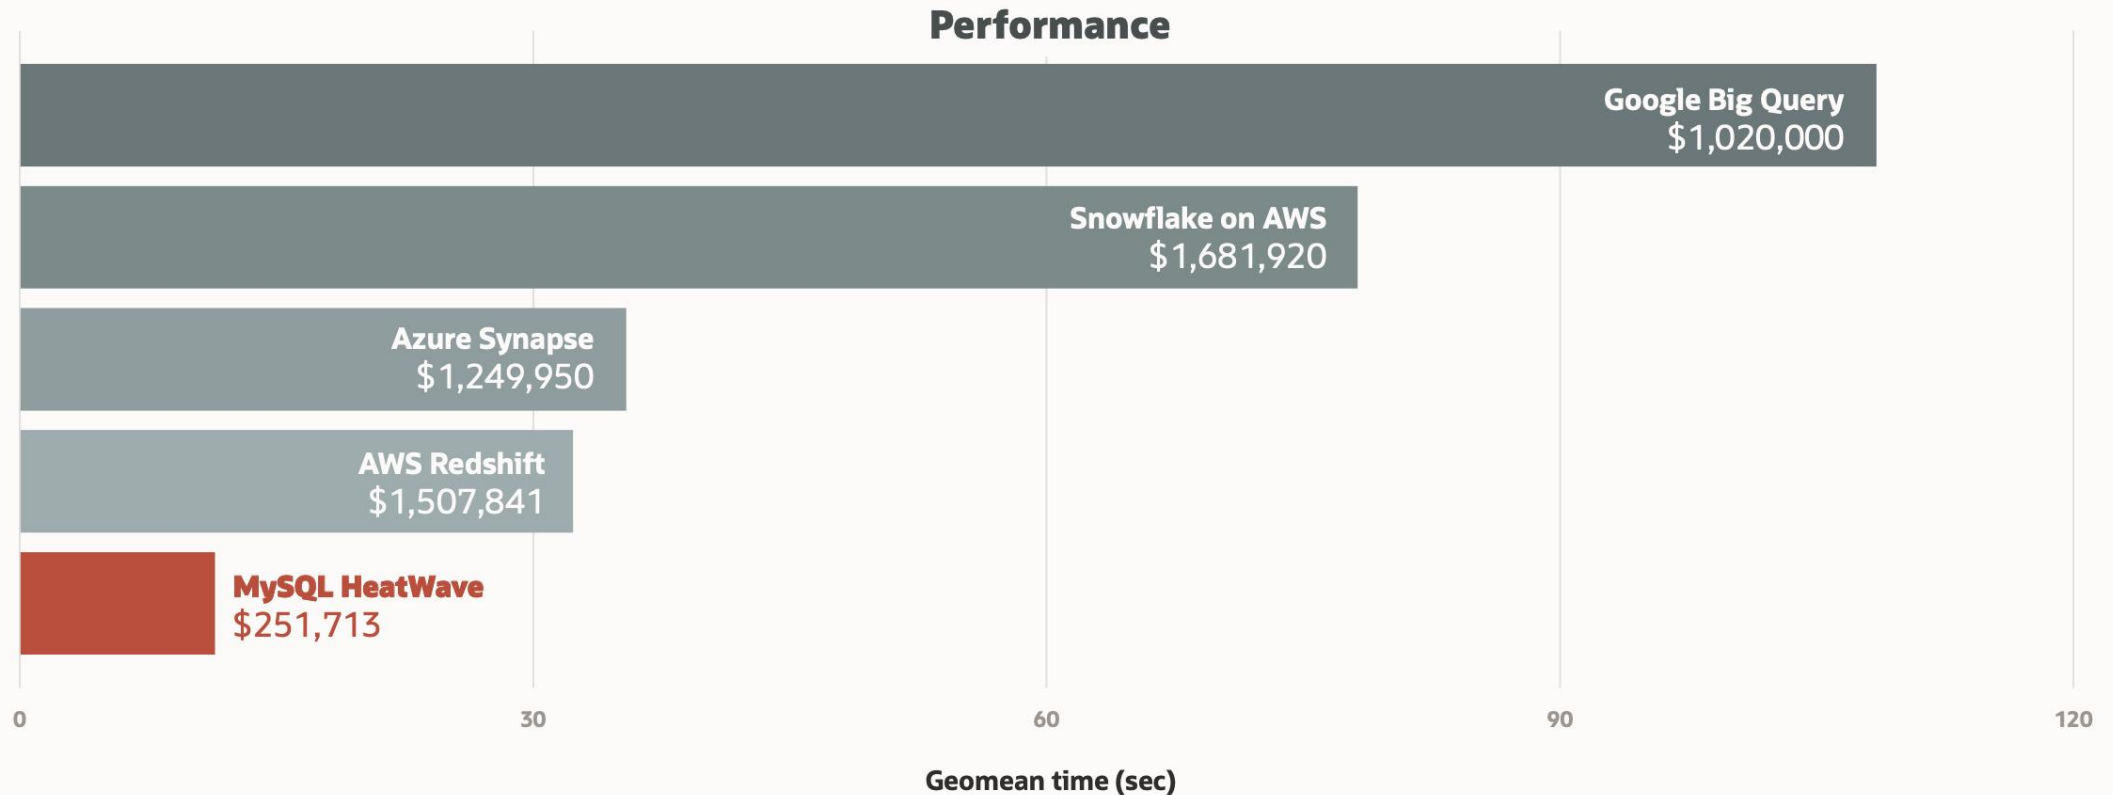 Performance
Google Big Query
$1,020,000
Snowflake on AWS
$1,681,920
Azure Synapse
$1,249,950
AWS Redshift
$1,507,841
MySQL HeatWave
$251,713
0 30 60 90 120
Geomean time (sec)